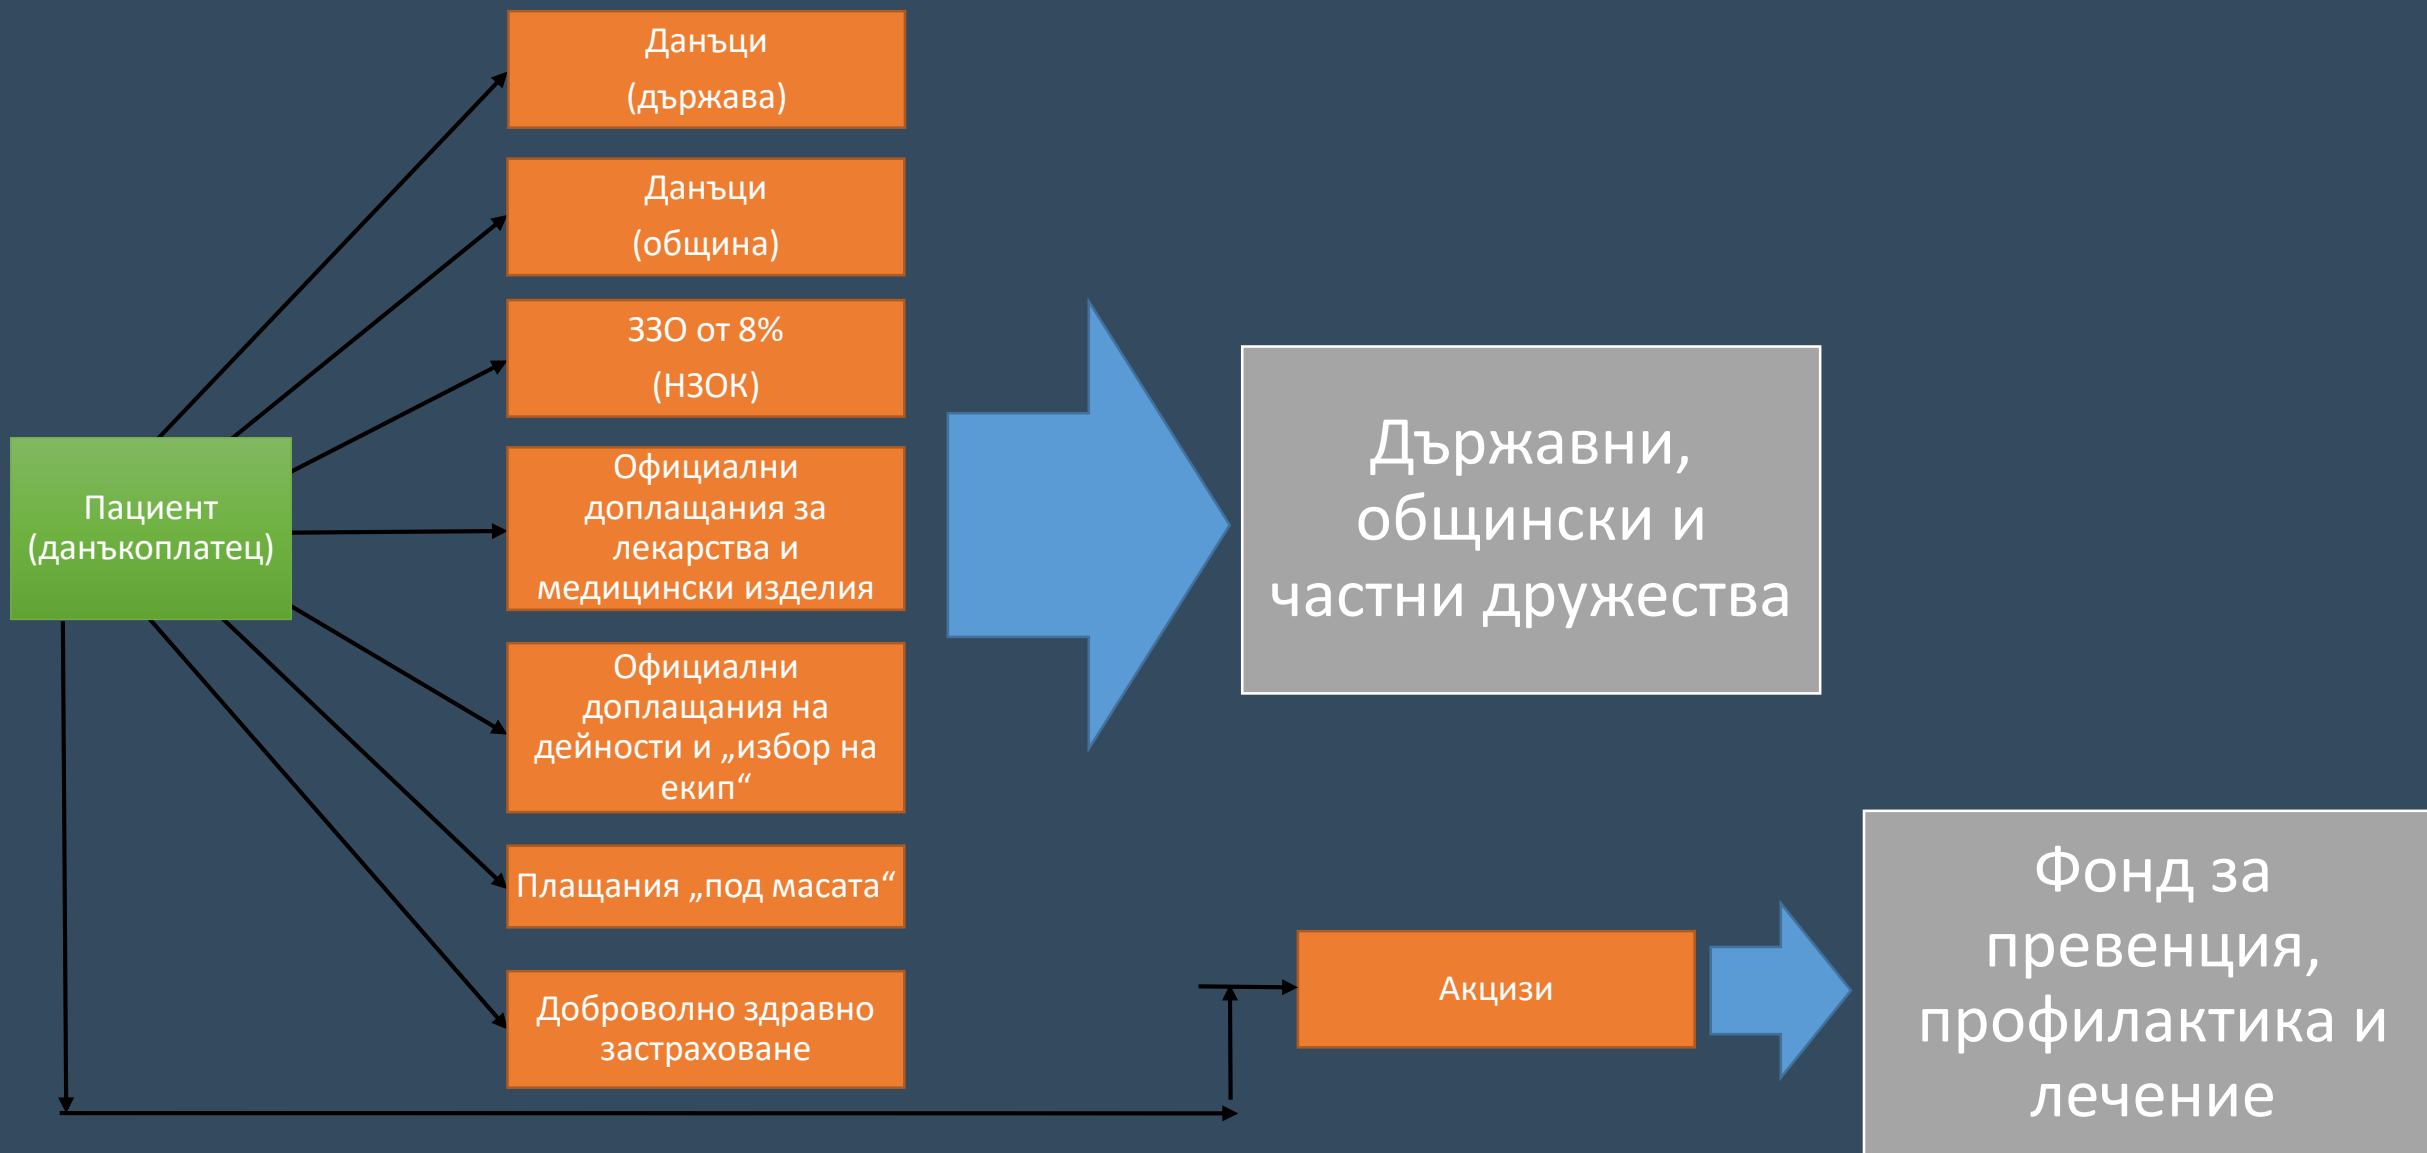 Данъци
(държава)
Данъци
(община)
ЗЗО от 8%
(НЗОК)
Официални
доплащания за
лекарства и
медицински изделия
Пациент
(данъкоплатец)
Държавни,
общински и
частни дружества
Официални
доплащания на
дейности и „избор на
екип“
Плащания „под масата“
Доброволно здравно
застраховане
Акцизи
Фонд за
превенция,
профилактика и
лечение